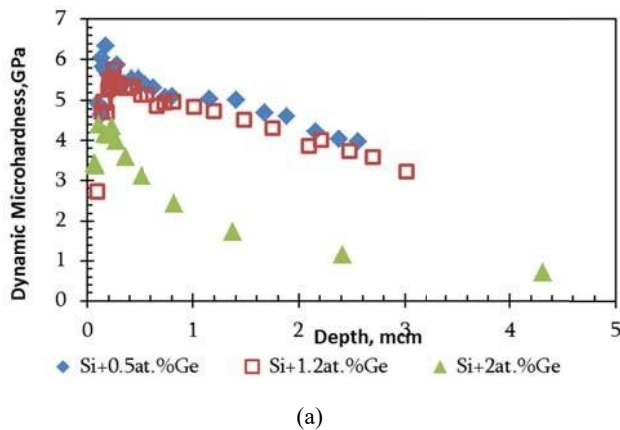 Dynamic Microhardness,GPa
7
6
5
4
3
2
1
0
0 1 2 3 4 5
Depth, mcm
Si+0.5at.%Ge Si+1.2at.%Ge Si+2at.%Ge
(a)